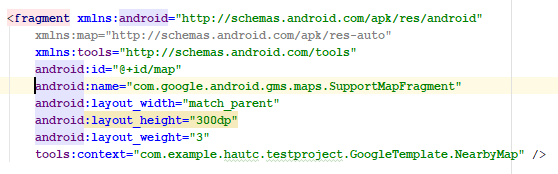 <fragment xmlns:android="http://schemas.android.com/apk/res/android"
xmlns:map="http://schemas.android.com/apk/res-auto"
xmlns:tools="http://schemas.android.com/tools"
android:id="@+id/map"
android:name="com.google.android.gms.maps.SupportMapFragment"
android:layout_width="match_parent"
android:layout_height="300dp"
android:layout_weight="3"
tools:context="com.example.hautc.testproject.GoogleTemplate.NearbyMap" />